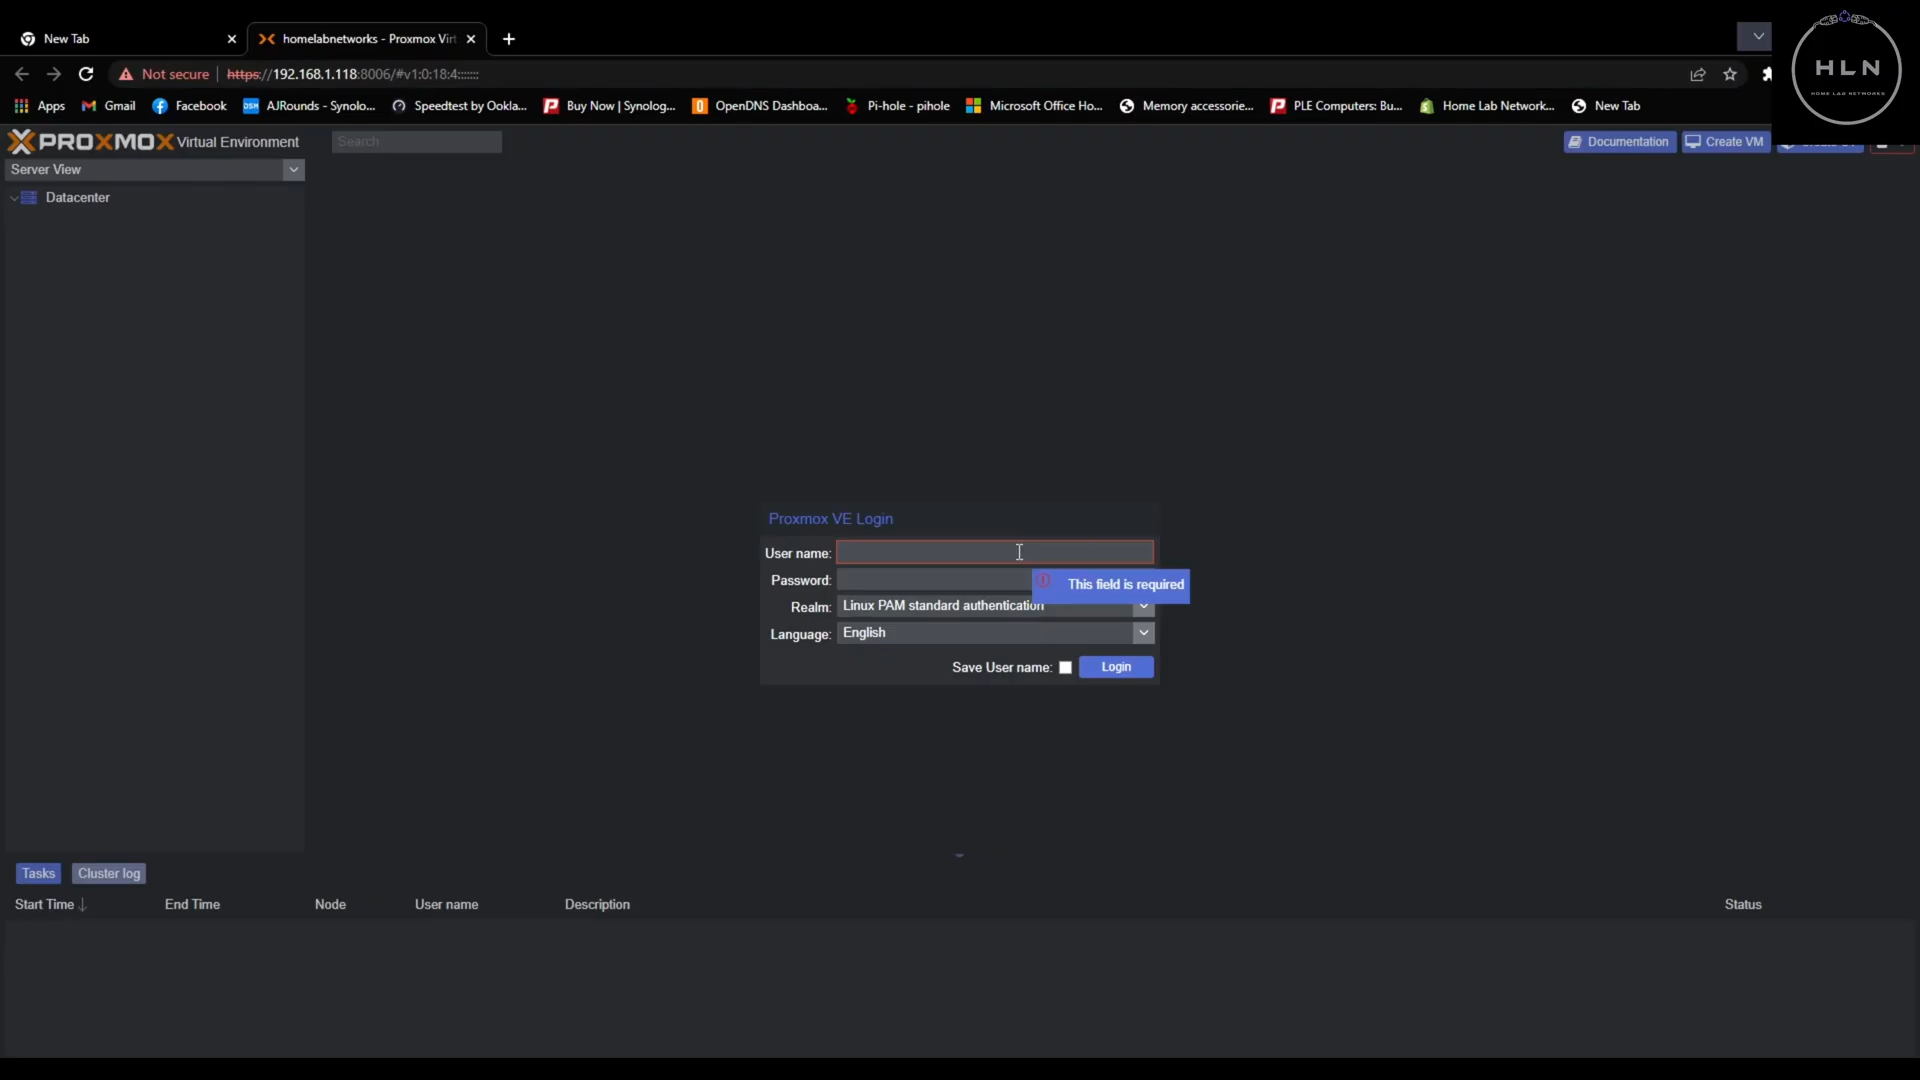 New Tab
homelabnetworks - Proxmox Virt
HLN
HOME LAB NETWORKS
Not secure https://192.168.1.118:8006/#v1:0:18:4:::::::
Apps Gmail Facebook AJRounds - Synolo... Speedtest by Ookla... Buy Now | Synolog... OpenDNS Dashboa... Pi-hole - pihole Microsoft Office Ho... Memory accessorie... PLE Computers: Bu... Home Lab Network... New Tab
PROXMOX Virtual Environment Search Documentation Create VM
Server View
Datacenter
Proxmox VE Login
User name:
Password:
This field is required
Realm: Linux PAM standard authentication
Language: English
Save User name: Login
Tasks Cluster log
Start Time End Time Node User name Description Status